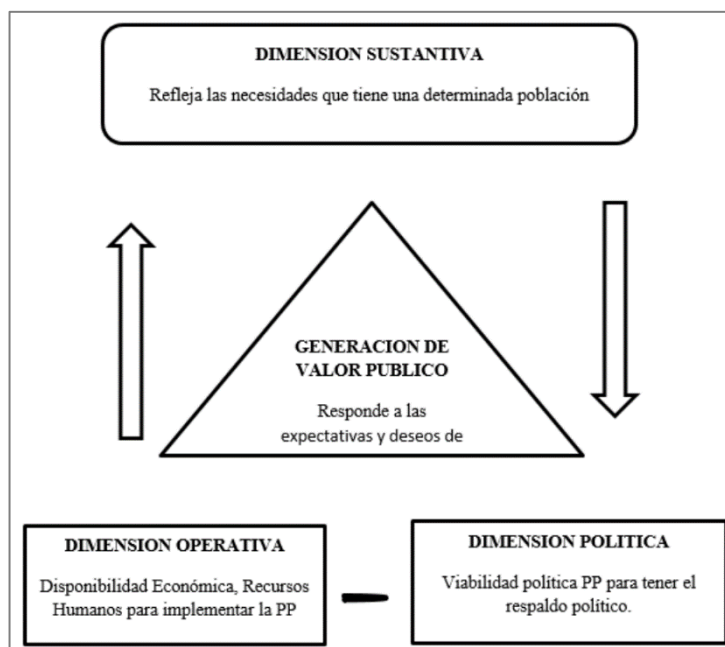 DIMENSION SUSTANTIVA
Refleja las necesidades que tiene una determinada población
GENERACION DE
VALOR PUBLICO
Responde a las
expectativas y deseos de
DIMENSION OPERATIVA
Disponibilidad Económica, Recursos
Humanos para implementar la PP
DIMENSION POLITICA
Viabilidad política PP para tener el
respaldo político.